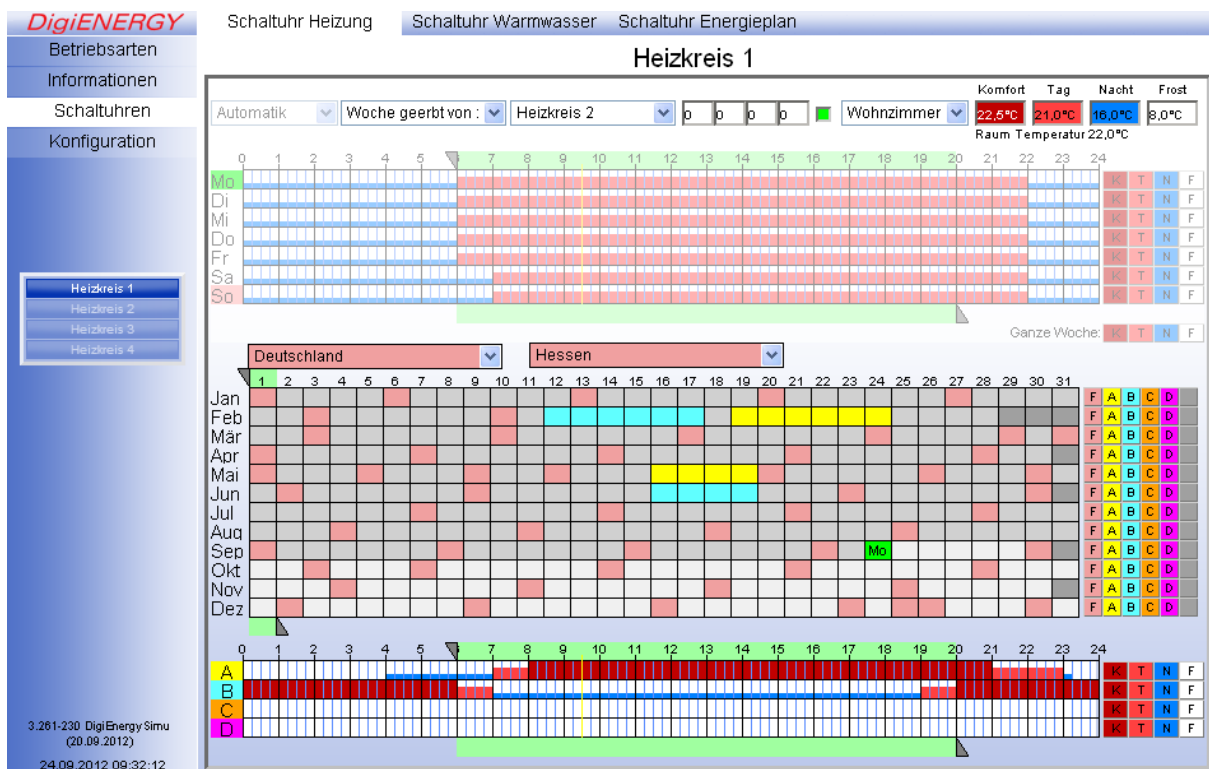 DigiENERGY
Schaltuhr Heizung Schaltuhr Warmwasser Schaltuhr Energieplan
Betriebsarten
Informationen
Schaltuhren
Konfiguration
Heizkreis 1
Heizkreis 2
Heizkreis 3
Heizkreis 4
3.261-230 DigiEnergy Simu
(20.09.2012)
24.09.2012 09:32:12
Heizkreis 1
Komfort Tag Nacht Frost
Automatik Woche geerbt von : Heizkreis 2 0 0 0 0 Wohnzimmer 22,5°C 21,0°C 16,0°C 8,0°C
Raum Temperatur 22,0°C
0 1 2 3 4 5 7 8 9 10 11 12 13 14 15 16 17 18 19 20 21 22 23 24
Mo K T N F
Di K T N F
Mi K T N F
Do K T N F
Fr K T N F
Sa K T N F
So K T N F
Ganze Woche: K T N F
Deutschland Hessen
1 2 3 4 5 6 7 8 9 10 11 12 13 14 15 16 17 18 19 20 21 22 23 24 25 26 27 28 29 30 31
Jan F A B C D
Feb F A B C D
Mär F A B C D
Apr F A B C D
Mai F A B C D
Jun F A B C D
Jul F A B C D
Aug F A B C D
Sep Mo F A B C D
Okt F A B C D
Nov F A B C D
Dez F A B C D
0 1 2 3 4 5 7 8 9 10 11 12 13 14 15 16 17 18 19 20 21 22 23 24
A K T N F
B K T N F
C K T N F
D K T N F